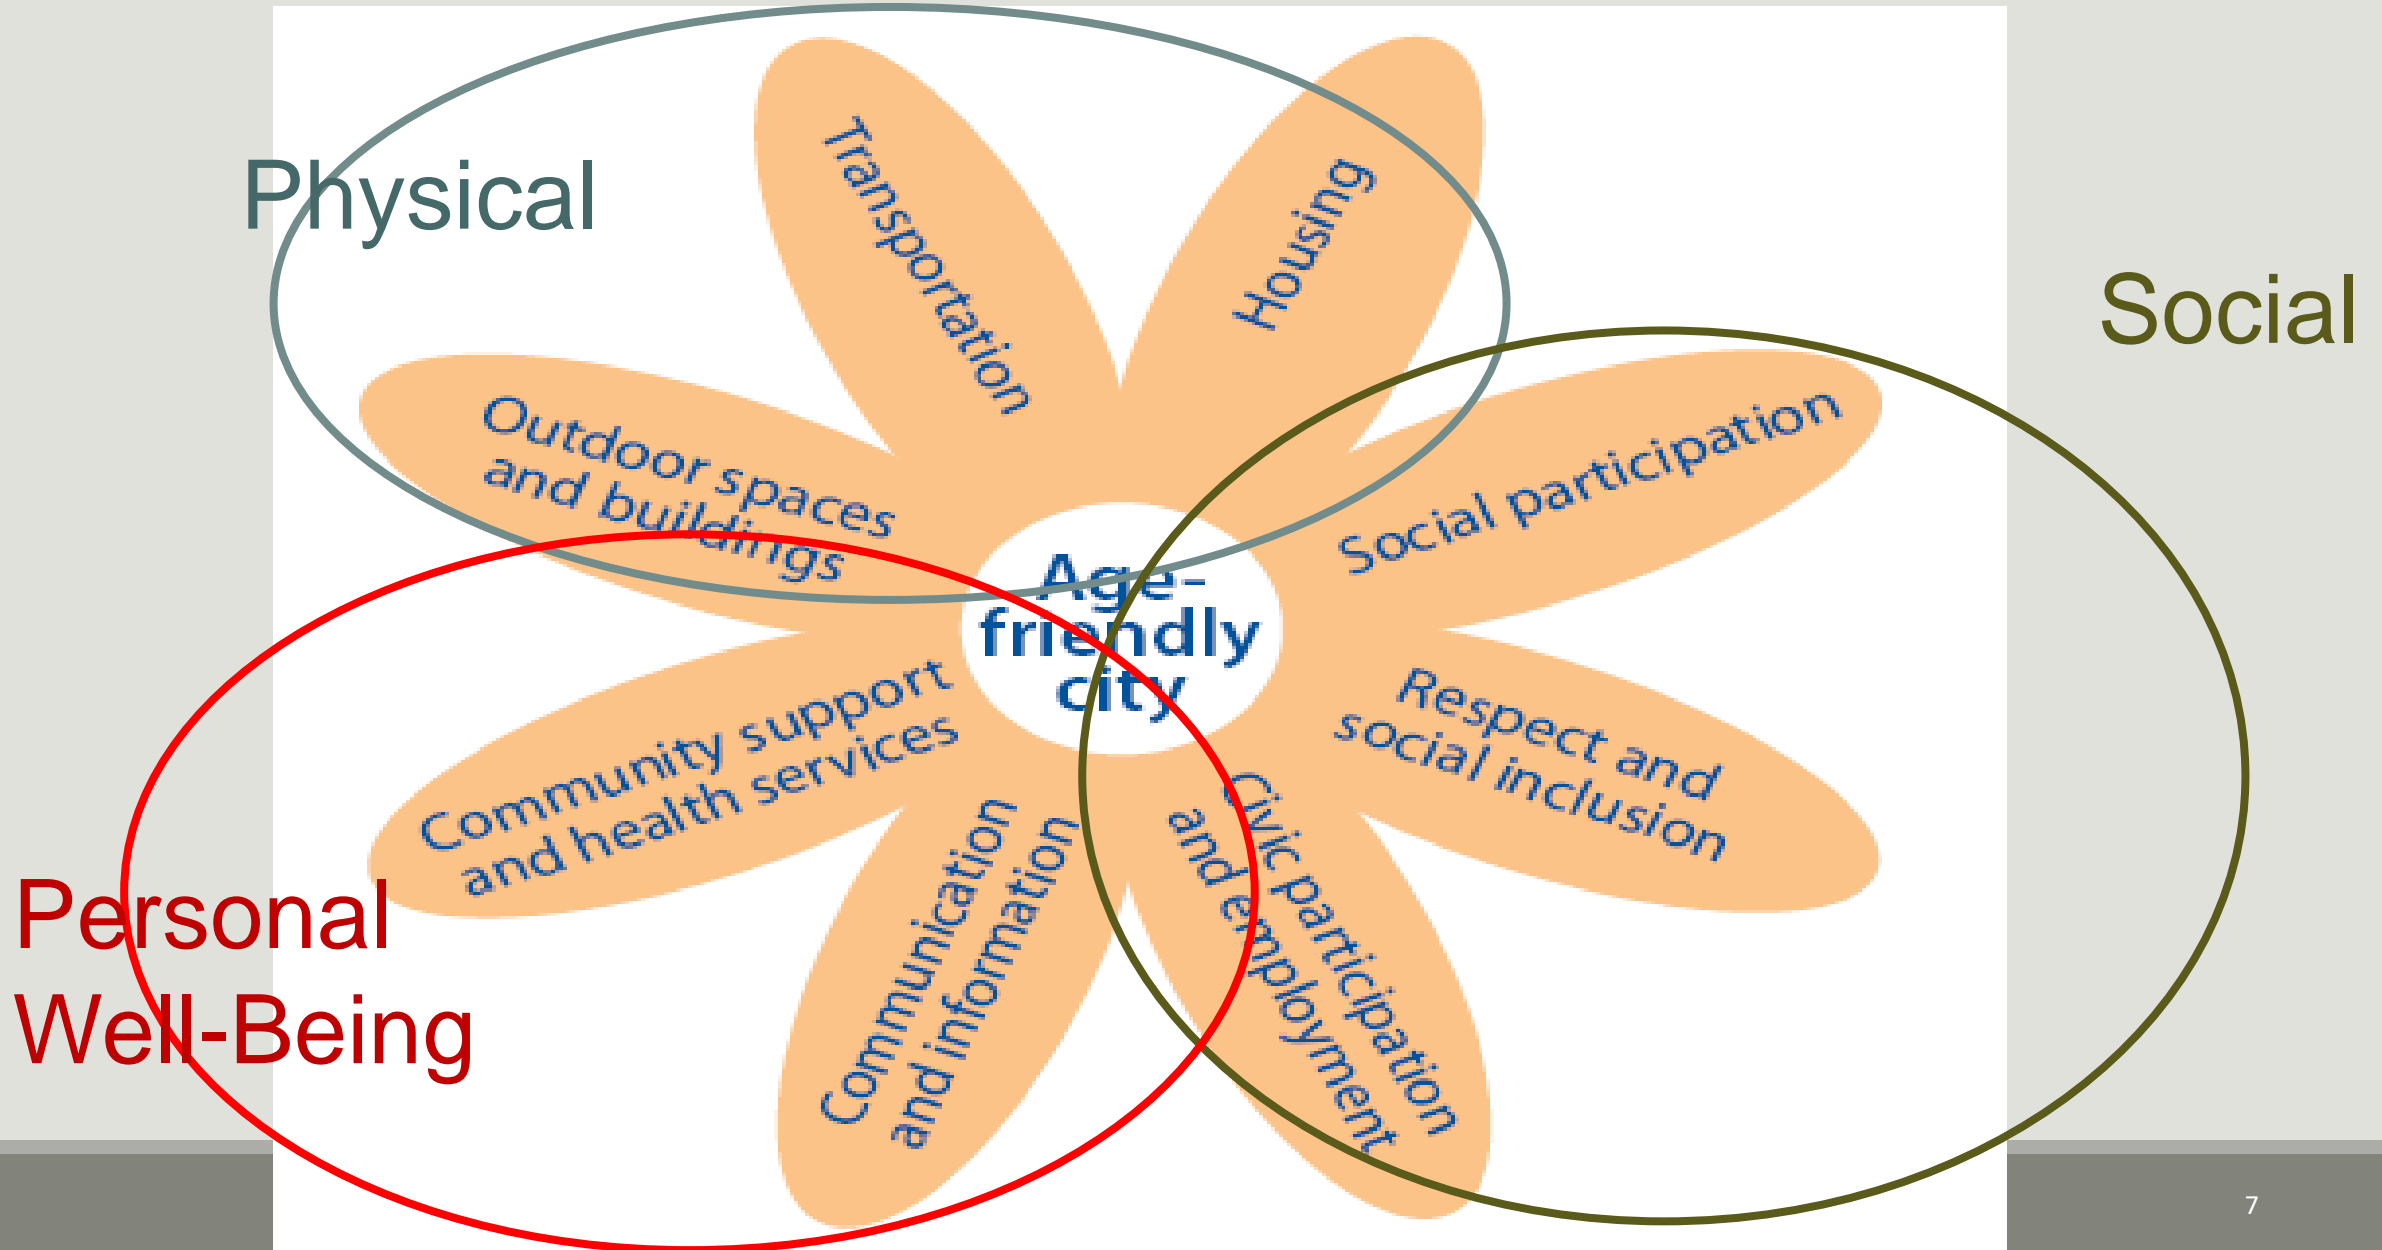 Physical
Transportation
Housing
Social
Outdoor spaces
and buildings
Social participation
Age-
friendly
city
Community support
and health services
Respect and
social inclusion
Personal
Well-Being
Communication
and information
Civic participation
and employment
7